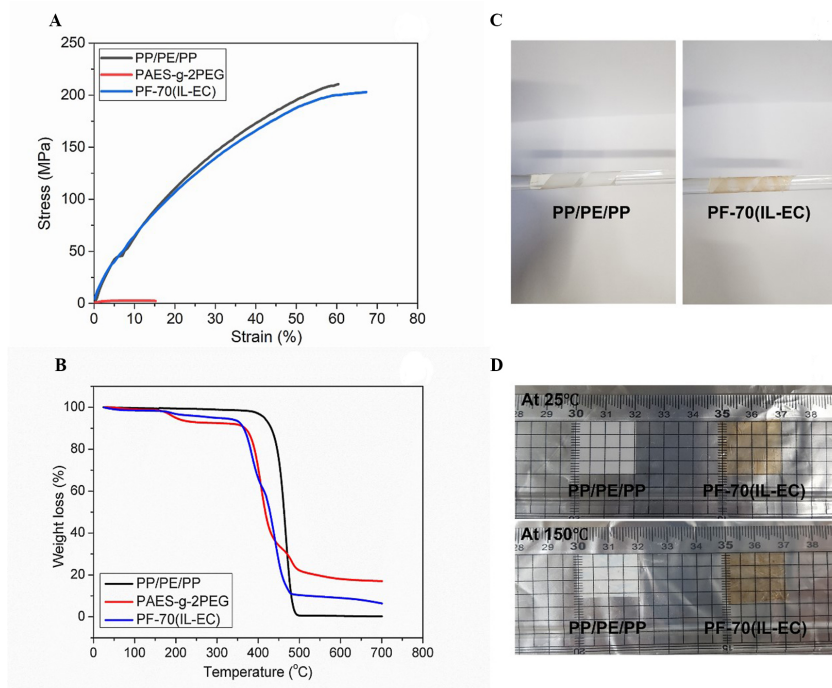 A
250
200
150
100
50
0
Stress (MPa)
PP/PE/PP
PAES-g-2PEG
PF-70(IL-EC)
0 10 20 30 40 50 60 70 80
Strain (%)
B
100
80
60
40
20
0
Weight loss (%)
PP/PE/PP
PAES-g-2PEG
PF-70(IL-EC)
0 100 200 300 400 500 600 700 800
Temperature (°C)
C
PP/PE/PP
PF-70(IL-EC)
D
At 25℃
28 29 30 31 32 33 34 35 36 37 38
PP/PE/PP PF-70(IL-EC)
At 150℃
28 29 30 31 32 33 34 35 36 37 38
PP/PE/PP PF-70(IL-EC)